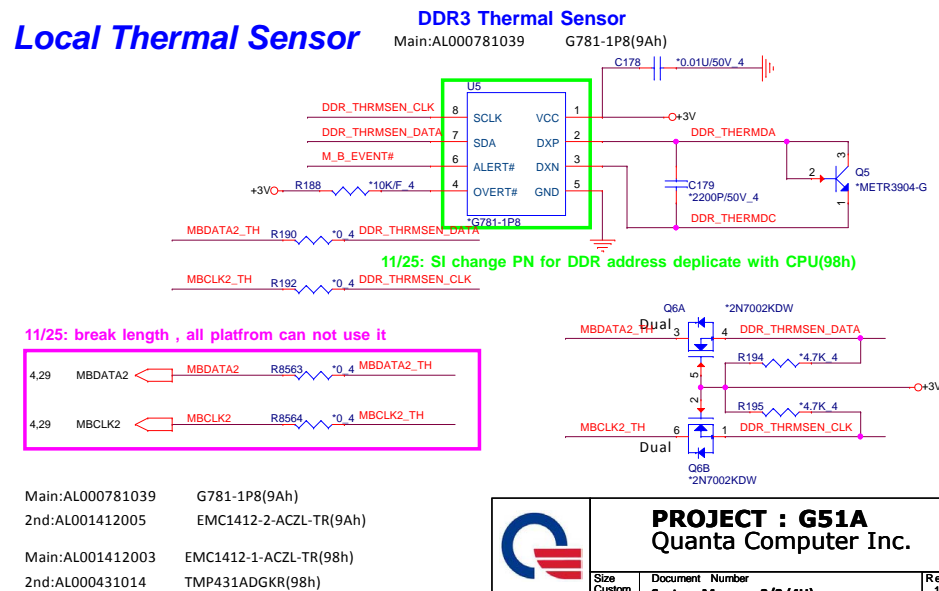 Local Thermal Sensor
DDR3 Thermal Sensor
Main:AL000781039 G781-1P8(9Ah)
C178 *0.01U/50V_4
U5
DDR_THRMSEN_CLK 8 SCLK VCC 1 +3V
DDR_THRMSEN_DATA 7 SDA DXP 2 DDR_THERMDA
M_B_EVENT# 6 ALERT# DXN 3
+3V R188 *10K/F_4 4 OVERT# GND 5
*G781-1P8
C179
*2200P/50V_4
DDR_THERMDC
3
2
1
Q5
*METR3904-G
MBDATA2_TH R190 *0_4 DDR_THRMSEN_DATA
11/25: SI change PN for DDR address deplicate with CPU(98h)
MBCLK2_TH R192 *0_4 DDR_THRMSEN_CLK
11/25: break length , all platfrom can not use it
4,29 MBDATA2 MBDATA2 R8563 *0_4 MBDATA2_TH
4,29 MBCLK2 MBCLK2 R8564 *0_4 MBCLK2_TH
Q6A *2N7002KDW
Dual
MBDATA2_TH 3 4 DDR_THRMSEN_DATA
5
R194 *4.7K_4
+3V
2
R195 *4.7K_4
MBCLK2_TH 6 1 DDR_THRMSEN_CLK
Dual
Q6B
*2N7002KDW
Main:AL000781039 G781-1P8(9Ah)
2nd:AL001412005 EMC1412-2-ACZL-TR(9Ah)
Main:AL001412003 EMC1412-1-ACZL-TR(98h)
2nd:AL000431014 TMP431ADGKR(98h)
PROJECT : G51A
Quanta Computer Inc.
Size Document Number
Custom